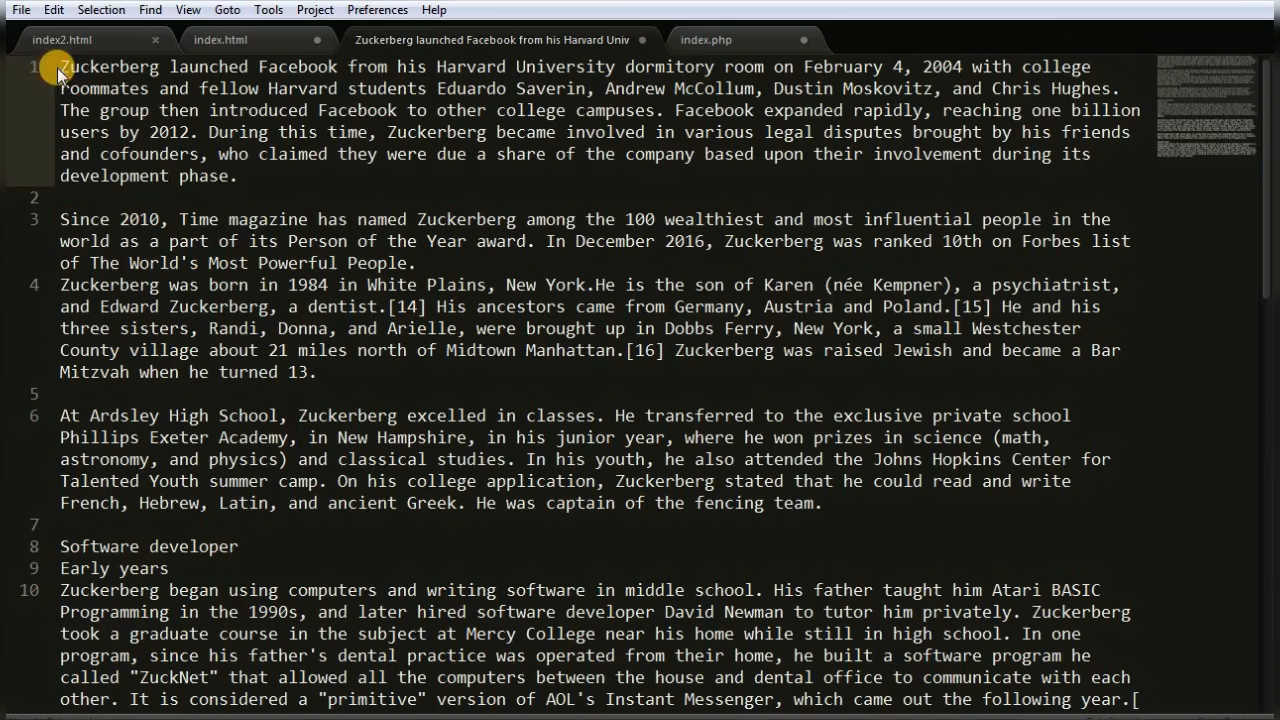 File Edit Selection Find View Goto Tools Project Preferences Help
index2.html × index.html Zuckerberg launched Facebook from his Harvard Univ index.php
1 Zuckerberg launched Facebook from his Harvard University dormitory room on February 4, 2004 with college
roommates and fellow Harvard students Eduardo Saverin, Andrew McCollum, Dustin Moskovitz, and Chris Hughes.
The group then introduced Facebook to other college campuses. Facebook expanded rapidly, reaching one billion
users by 2012. During this time, Zuckerberg became involved in various legal disputes brought by his friends
and cofounders, who claimed they were due a share of the company based upon their involvement during its
development phase.
2
3 Since 2010, Time magazine has named Zuckerberg among the 100 wealthiest and most influential people in the
world as a part of its Person of the Year award. In December 2016, Zuckerberg was ranked 10th on Forbes list
of The World's Most Powerful People.
4 Zuckerberg was born in 1984 in White Plains, New York.He is the son of Karen (née Kempner), a psychiatrist,
and Edward Zuckerberg, a dentist.[14] His ancestors came from Germany, Austria and Poland.[15] He and his
three sisters, Randi, Donna, and Arielle, were brought up in Dobbs Ferry, New York, a small Westchester
County village about 21 miles north of Midtown Manhattan.[16] Zuckerberg was raised Jewish and became a Bar
Mitzvah when he turned 13.
5
6 At Ardsley High School, Zuckerberg excelled in classes. He transferred to the exclusive private school
Phillips Exeter Academy, in New Hampshire, in his junior year, where he won prizes in science (math,
astronomy, and physics) and classical studies. In his youth, he also attended the Johns Hopkins Center for
Talented Youth summer camp. On his college application, Zuckerberg stated that he could read and write
French, Hebrew, Latin, and ancient Greek. He was captain of the fencing team.
7
8 Software developer
9 Early years
10 Zuckerberg began using computers and writing software in middle school. His father taught him Atari BASIC
Programming in the 1990s, and later hired software developer David Newman to tutor him privately. Zuckerberg
took a graduate course in the subject at Mercy College near his home while still in high school. In one
program, since his father's dental practice was operated from their home, he built a software program he
called "ZuckNet" that allowed all the computers between the house and dental office to communicate with each
other. It is considered a "primitive" version of AOL's Instant Messenger, which came out the following year.[